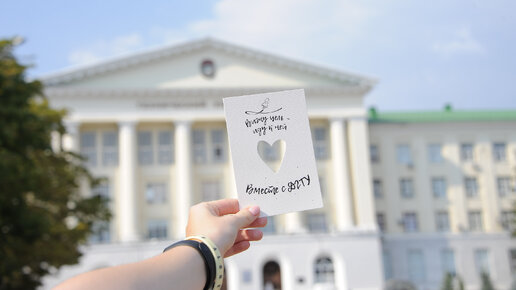 Вижу цель -
иду к ней
Вместе с ДГТУ